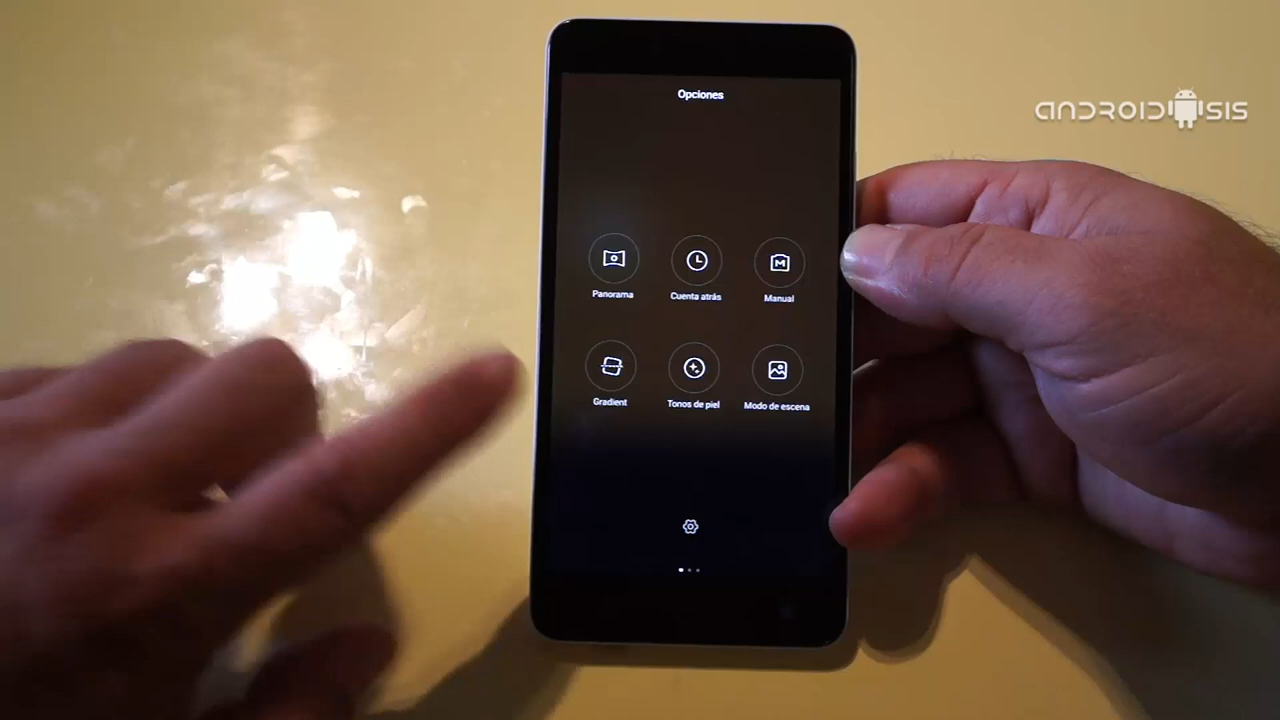 Opciones
ANDROIDSIS
Panorama
Cuenta atrás
Manual
Gradient
Tonos de piel
Modo de escena